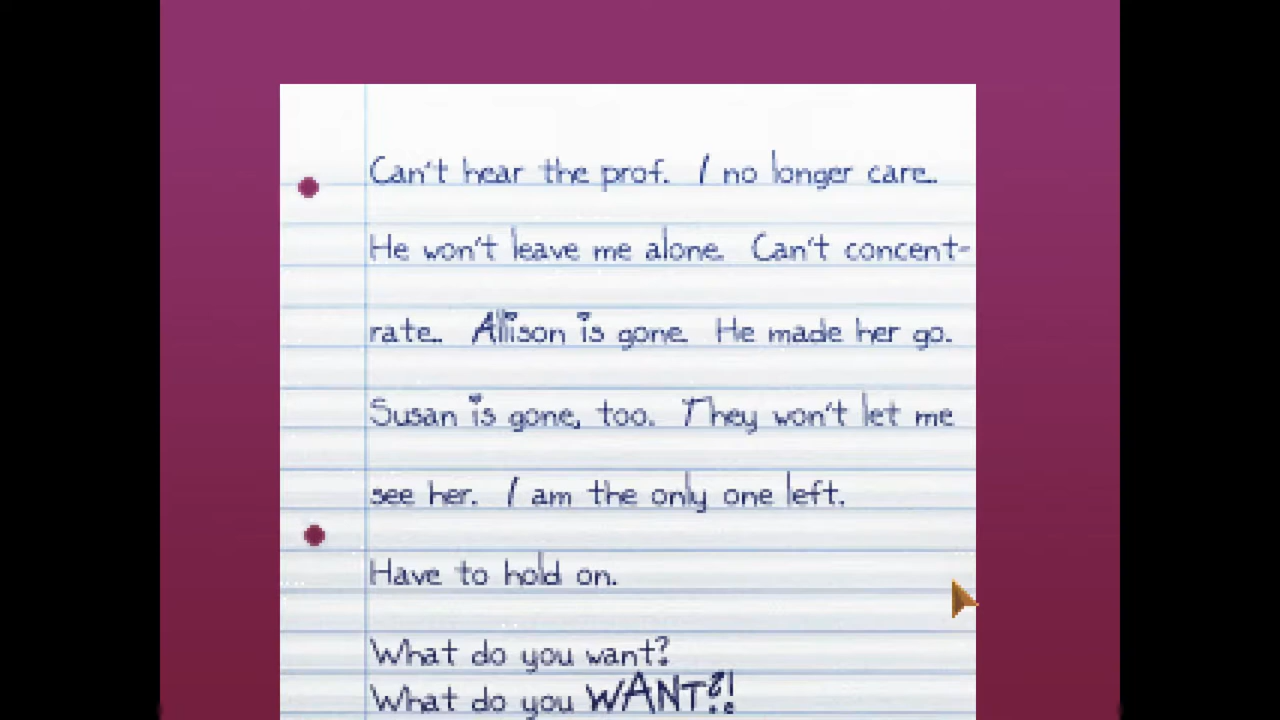 Can't hear the prof. I no longer care.
He won't leave me alone. Can't concent-
rate. Allison is gone. He made her go.
Susan is gone, too. They won't let me
see her. I am the only one left.
Have to hold on.
What do you want?
What do you WANT?!